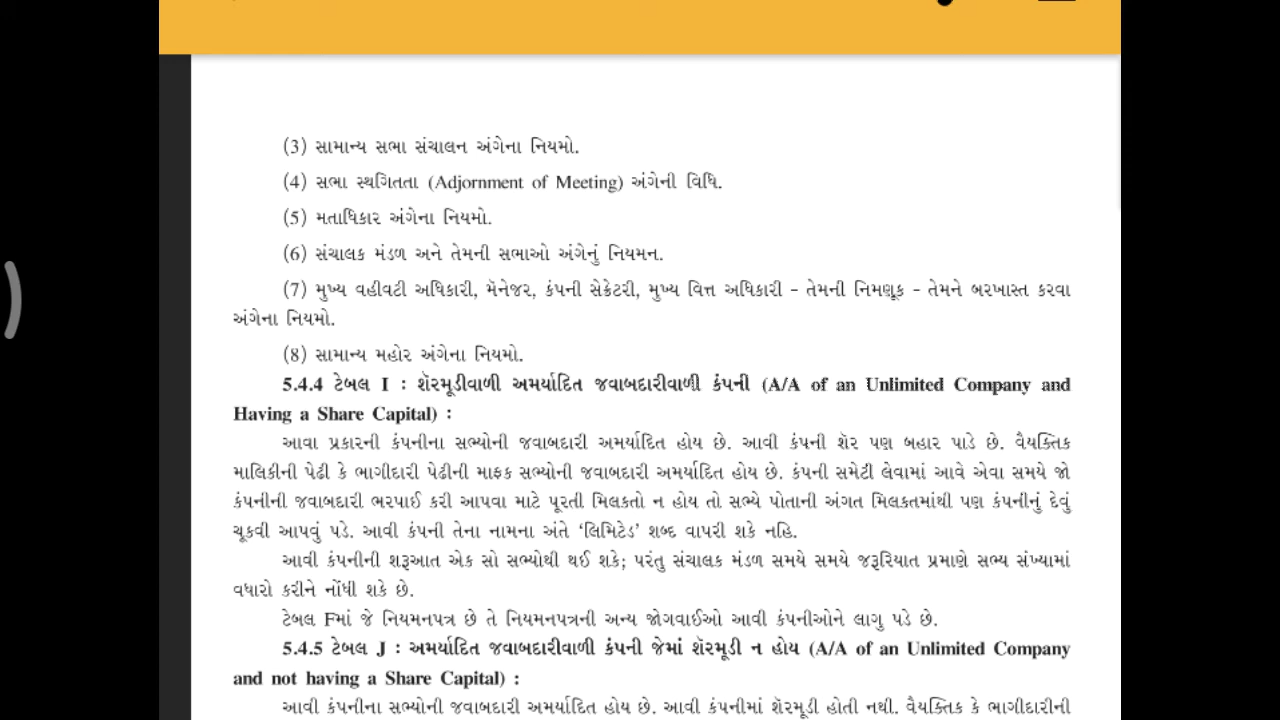 (3) સામાન્ય સભા સંચાલન અંગેના નિયમો.
(4) સભા સ્થગિતતા (Adjornment of Meeting) અંગેની વિધિ.
(5) મતાધિકાર અંગેના નિયમો.
(6) સંચાલક મંડળ અને તેમની સભાઓ અંગેનું નિયમન.
(7) મુખ્ય વહીવટી અધિકારી, મૅનેજર, કંપની સેક્રેટરી, મુખ્ય વિત્ત અધિકારી - તેમની નિમણૂક - તેમને બરખાસ્ત કરવા
અંગેના નિયમો.
(8) સામાન્ય મહોર અંગેના નિયમો.
5.4.4 ટેબલ I : શૅરમૂડીવાળી અમર્યાદિત જવાબદારીવાળી કંપની (A/A of an Unlimited Company and
Having a Share Capital) :
આવા પ્રકારની કંપનીના સભ્યોની જવાબદારી અમર્યાદિત હોય છે. આવી કંપની શૅર પણ બહાર પાડે છે. વૈયક્તિક
માલિકીની પેઢી કે ભાગીદારી પેઢીની માફક સભ્યોની જવાબદારી અમર્યાદિત હોય છે. કંપની સમેટી લેવામાં આવે એવા સમયે જો
કંપનીની જવાબદારી ભરપાઈ કરી આપવા માટે પૂરતી મિલકતો ન હોય તો સભ્યે પોતાની અંગત મિલકતમાંથી પણ કંપનીનું દેવું
ચૂકવી આપવું પડે. આવી કંપની તેના નામના અંતે ‘લિમિટેડ’ શબ્દ વાપરી શકે નહિ.
આવી કંપનીની શરૂઆત એક સો સભ્યોથી થઈ શકે; પરંતુ સંચાલક મંડળ સમયે સમયે જરૂરિયાત પ્રમાણે સભ્ય સંખ્યામાં
વધારો કરીને નોંધી શકે છે.
ટેબલ Fમાં જે નિયમનપત્ર છે તે નિયમનપત્રની અન્ય જોગવાઈઓ આવી કંપનીઓને લાગુ પડે છે.
5.4.5 ટેબલ J : અમર્યાદિત જવાબદારીવાળી કંપની જેમાં શૅરમૂડી ન હોય (A/A of an Unlimited Company
and not having a Share Capital) :
આવી કંપનીના સભ્યોની જવાબદારી અમર્યાદિત હોય છે. આવી કંપનીમાં શૅરમૂડી હોતી નથી. વૈયક્તિક કે ભાગીદારીની